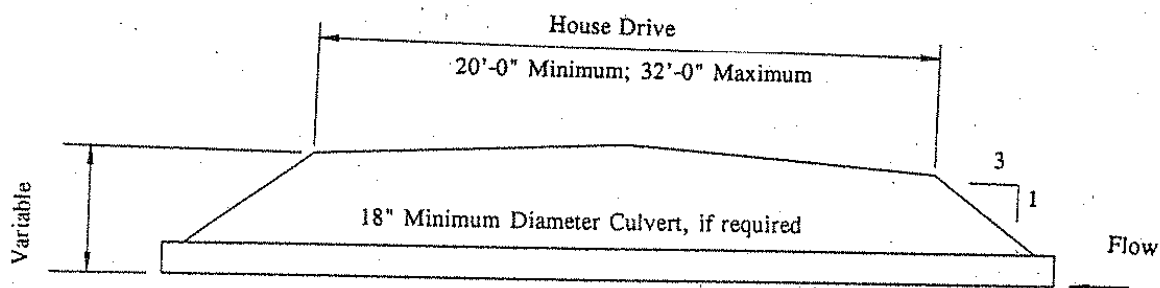 House Drive
20'-0" Minimum; 32'-0" Maximum
3
1
18" Minimum Diameter Culvert, if required
Variable
Flow